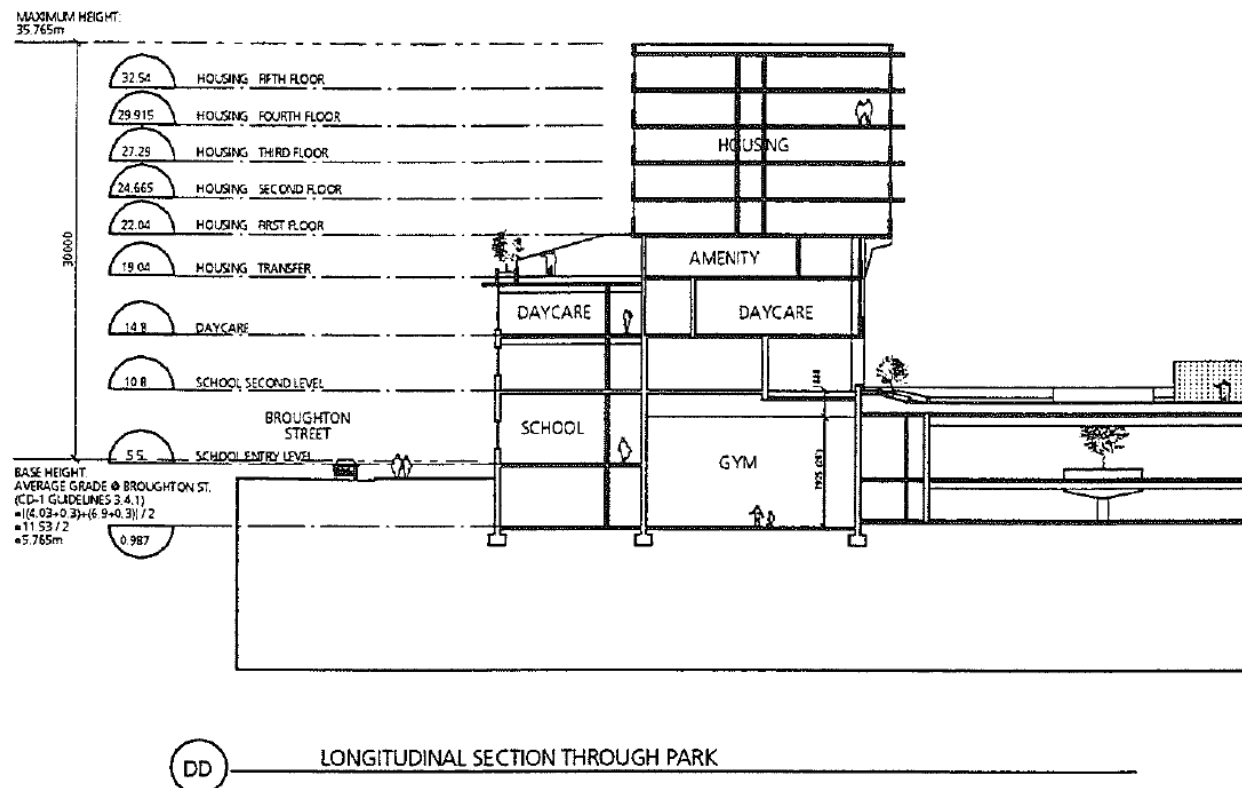 MAXIMUM HEIGHT:
35.765m
32.54 HOUSING FIFTH FLOOR
29.915 HOUSING FOURTH FLOOR
27.29 HOUSING THIRD FLOOR
24.665 HOUSING SECOND FLOOR
22.04 HOUSING FIRST FLOOR
19.04 HOUSING TRANSFER
14.8 DAYCARE
10.8 SCHOOL SECOND LEVEL
BROUGHTON
STREET
5.5 SCHOOL ENTRY LEVEL
30000
BASE HEIGHT.
AVERAGE GRADE @ BROUGHTON ST.
(CD-1 GUIDELINES 3.4.1)
=[(4.03+0.3)+(6.9+0.3)] / 2
=11.53 / 2
=5.765m
0.987
HOUSING
AMENITY
DAYCARE
DAYCARE
SCHOOL
GYM
DD LONGITUDINAL SECTION THROUGH PARK